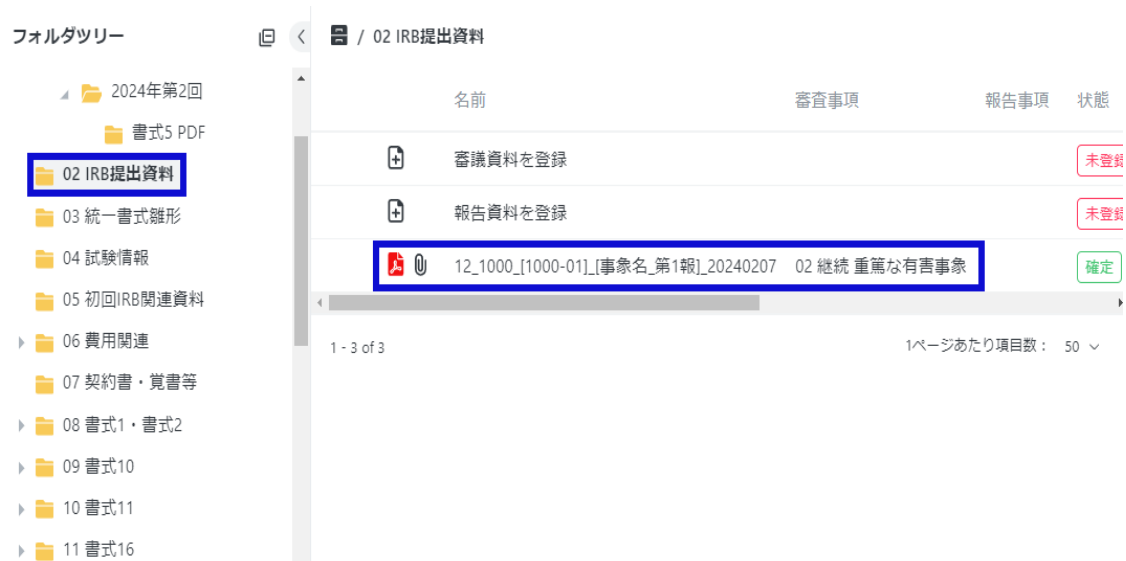 フォルダツリー
2024年第2回
書式5 PDF
02 IRB提出資料
03 統一書式雛形
04 試験情報
05 初回IRB関連資料
06 費用関連
07 契約書・覚書等
08 書式1・書式2
09 書式10
10 書式11
11 書式16
/ 02 IRB提出資料
名前 審査事項 報告事項 状態
審議資料を登録 未登録
報告資料を登録 未登録
12_1000_[1000-01]_[事象名_第1報]_20240207 02 継続 重篤な有害事象 確定
1 - 3 of 3 1ページあたり項目数： 50